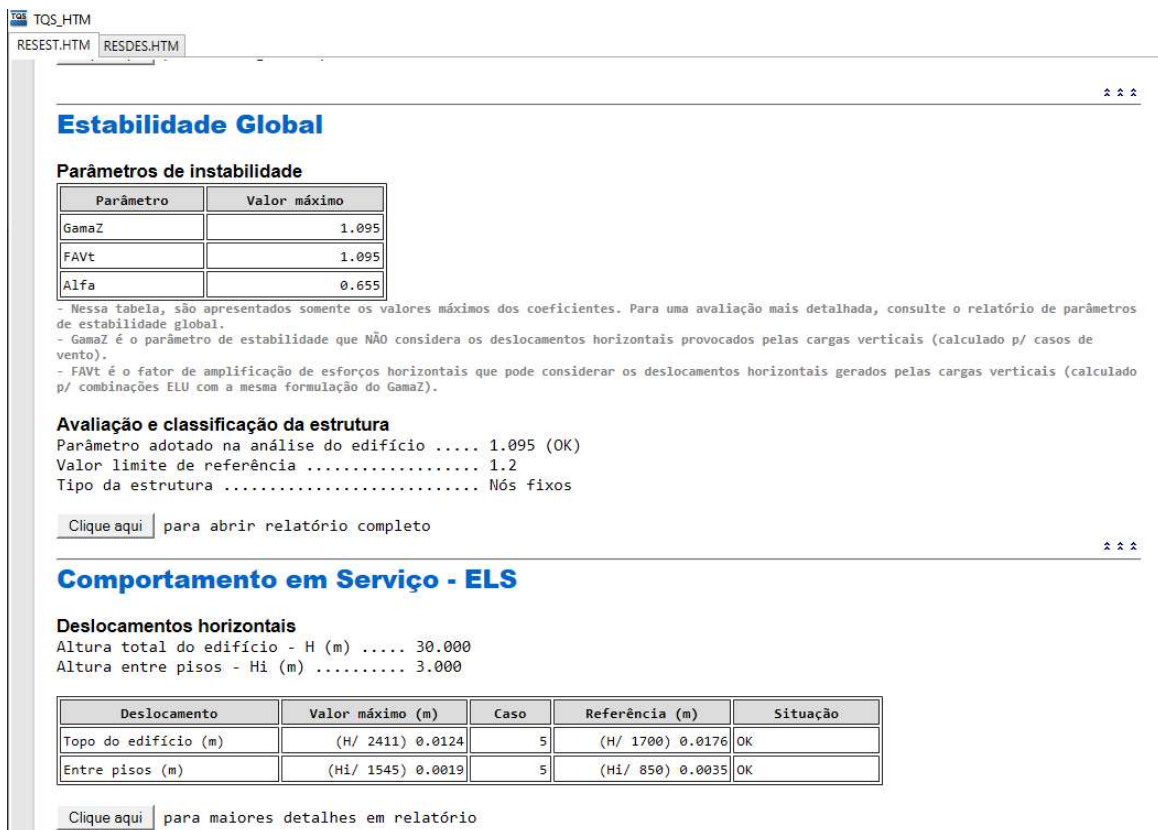 TQS TQS_HTM
RESEST.HTM RESDES.HTM
Estabilidade Global
Parâmetros de instabilidade
Parâmetro Valor máximo
GamaZ 1.095
FAVt 1.095
Alfa 0.655
- Nessa tabela, são apresentados somente os valores máximos dos coeficientes. Para uma avaliação mais detalhada, consulte o relatório de parâmetros
de estabilidade global.
- GamaZ é o parâmetro de estabilidade que NÃO considera os deslocamentos horizontais provocados pelas cargas verticais (calculado p/ casos de
vento).
- FAVt é o fator de amplificação de esforços horizontais que pode considerar os deslocamentos horizontais gerados pelas cargas verticais (calculado
p/ combinações ELU com a mesma formulação do GamaZ).
Avaliação e classificação da estrutura
Parâmetro adotado na análise do edifício ..... 1.095 (OK)
Valor limite de referência ................... 1.2
Tipo da estrutura ............................ Nós fixos
Clique aqui para abrir relatório completo
Comportamento em Serviço - ELS
Deslocamentos horizontais
Altura total do edifício - H (m) ..... 30.000
Altura entre pisos - Hi (m) .......... 3.000
Deslocamento Valor máximo (m) Caso Referência (m) Situação
Topo do edifício (m) (H/ 2411) 0.0124 5 (H/ 1700) 0.0176 OK
Entre pisos (m) (Hi/ 1545) 0.0019 5 (Hi/ 850) 0.0035 OK
Clique aqui para maiores detalhes em relatório